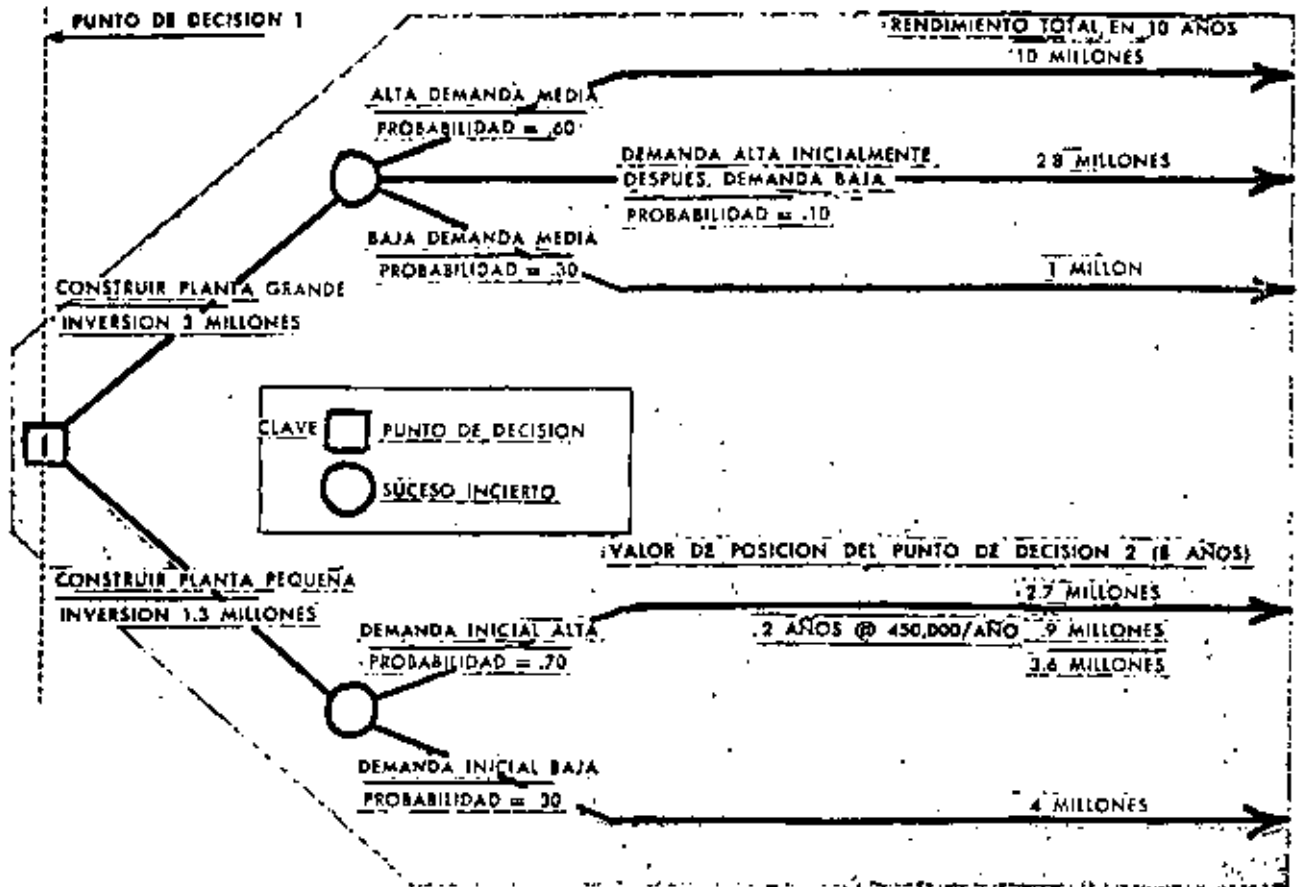 PUNTO DE DECISION 1
RENDIMIENTO TOTAL EN 10 AÑOS
10 MILLONES
ALTA DEMANDA MEDIA
PROBABILIDAD = .60
DEMANDA ALTA INICIALMENTE,
DESPUES, DEMANDA BAJA
PROBABILIDAD = .10
2.8 MILLONES
BAJA DEMANDA MEDIA
PROBABILIDAD = .30
1 MILLON
CONSTRUIR PLANTA GRANDE
INVERSION 3 MILLONES
1
CLAVE
PUNTO DE DECISION
SUCESO INCIERTO
VALOR DE POSICION DEL PUNTO DE DECISION 2 (8 AÑOS)
2.7 MILLONES
CONSTRUIR PLANTA PEQUEÑA
INVERSION 1.3 MILLONES
DEMANDA INICIAL ALTA
PROBABILIDAD = .70
2 AÑOS @ 450,000/AÑO .9 MILLONES
3.6 MILLONES
DEMANDA INICIAL BAJA
PROBABILIDAD = .30
4 MILLONES